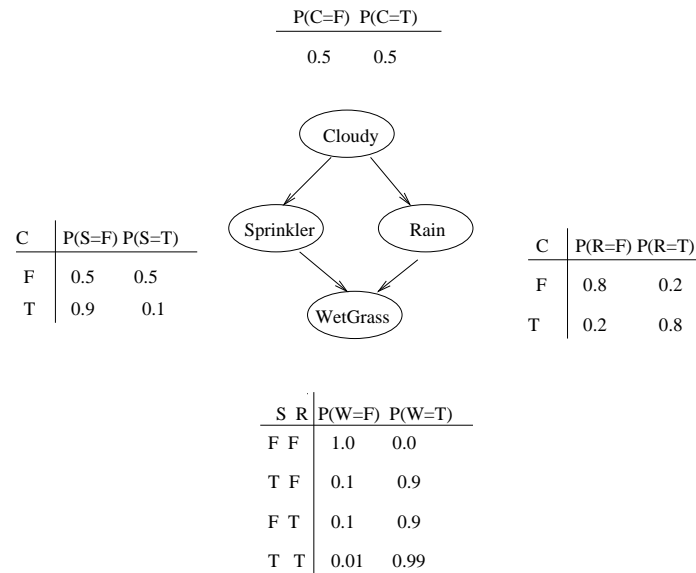 P(C=F) P(C=T)
0.5 0.5
Cloudy
Sprinkler
Rain
WetGrass
C P(S=F) P(S=T)
F 0.5 0.5
T 0.9 0.1
C P(R=F) P(R=T)
F 0.8 0.2
T 0.2 0.8
S R P(W=F) P(W=T)
F F 1.0 0.0
T F 0.1 0.9
F T 0.1 0.9
T T 0.01 0.99